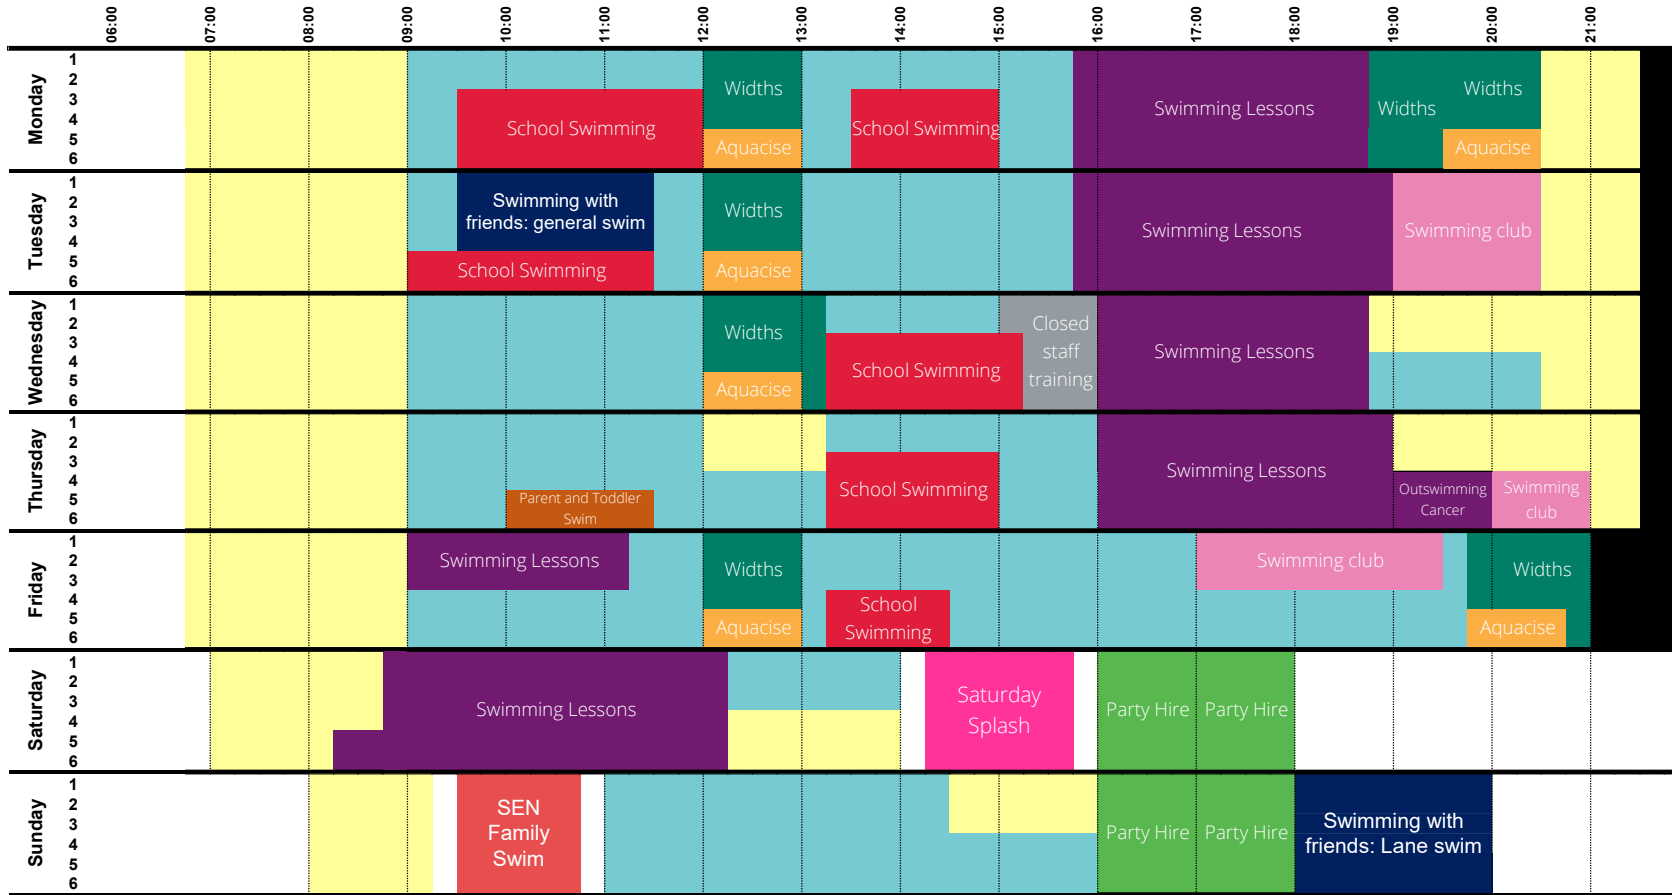 06:00 07:00 08:00 09:00 10:00 11:00 12:00 13:00 14:00 15:00 16:00 17:00 18:00 19:00 20:00 21:00
Monday
1
2
3
4
5
6
School Swimming
Widths
Aquacise
School Swimming
Swimming Lessons
Widths
Widths
Aquacise
Tuesday
1
2
3
4
5
6
Swimming with
friends: general swim
School Swimming
Widths
Aquacise
Swimming Lessons
Swimming club
Wednesday
1
2
3
4
5
6
Widths
Aquacise
School Swimming
Closed
staff
training
Swimming Lessons
Thursday
1
2
3
4
5
6
Parent and Toddler
Swim
School Swimming
Swimming Lessons
Outswimming
Cancer
Swimming
club
Friday
1
2
3
4
5
6
Swimming Lessons
Widths
Aquacise
School
Swimming
Swimming club
Widths
Aquacise
Saturday
1
2
3
4
5
6
Swimming Lessons
Saturday
Splash
Party Hire
Party Hire
Sunday
1
2
3
4
5
6
SEN
Family
Swim
Party Hire
Party Hire
Swimming with
friends: Lane swim